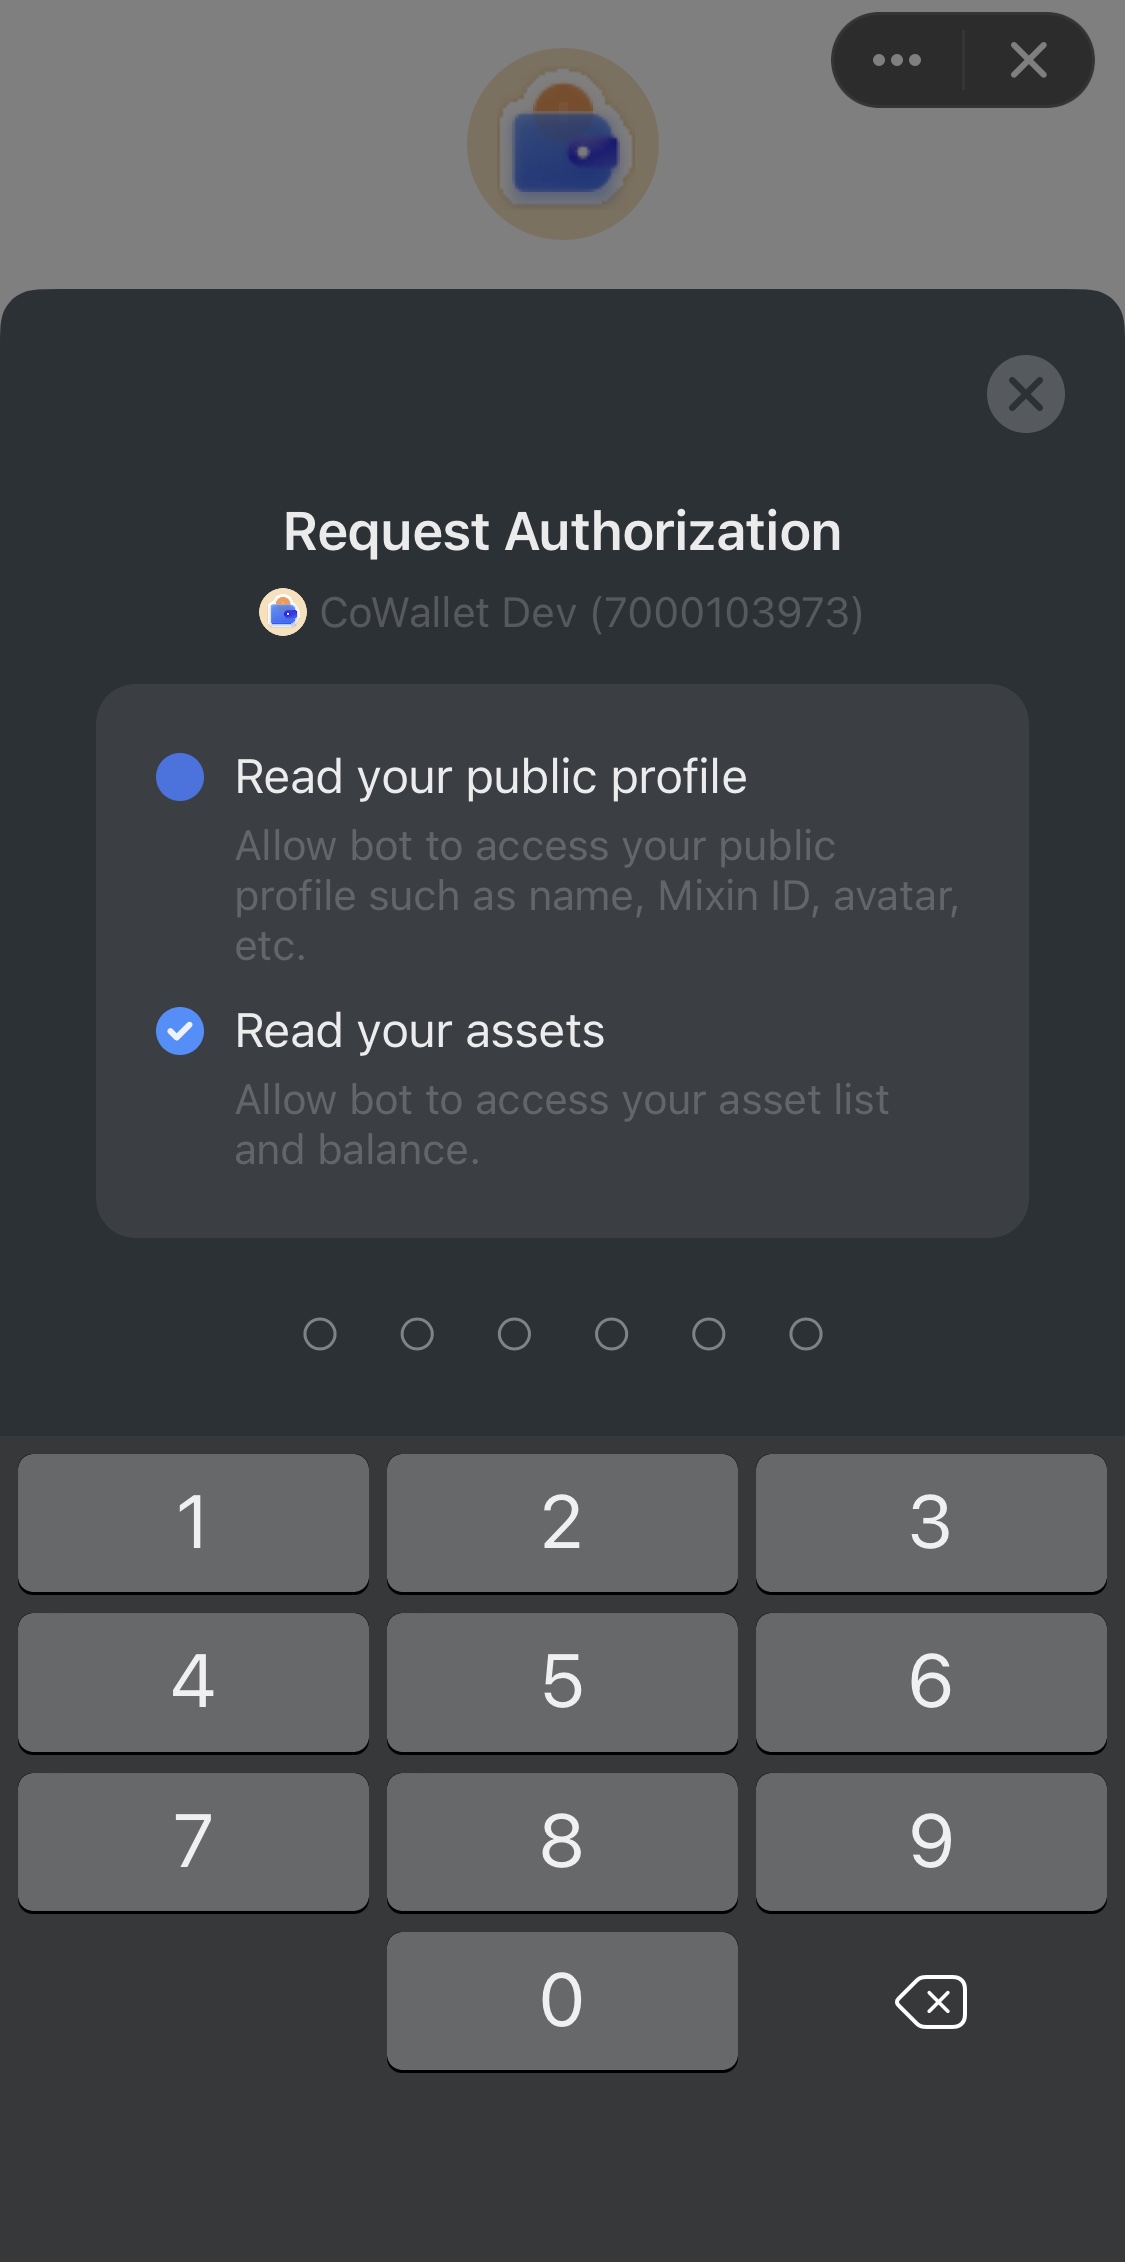 Request Authorization
CoWallet Dev (7000103973)
Read your public profile
Allow bot to access your public
profile such as name, Mixin ID, avatar,
etc.
Read your assets
Allow bot to access your asset list
and balance.
1 2 3
4 5 6
7 8 9
0